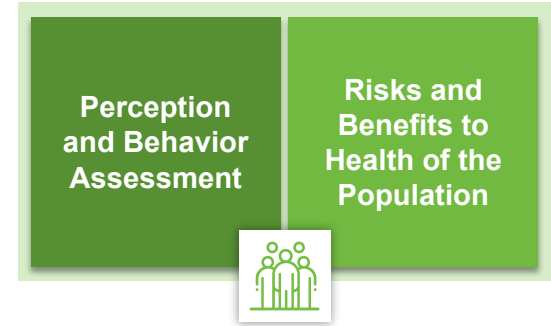 Perception
and Behavior
Assessment
Risks and
Benefits to
Health of the
Population